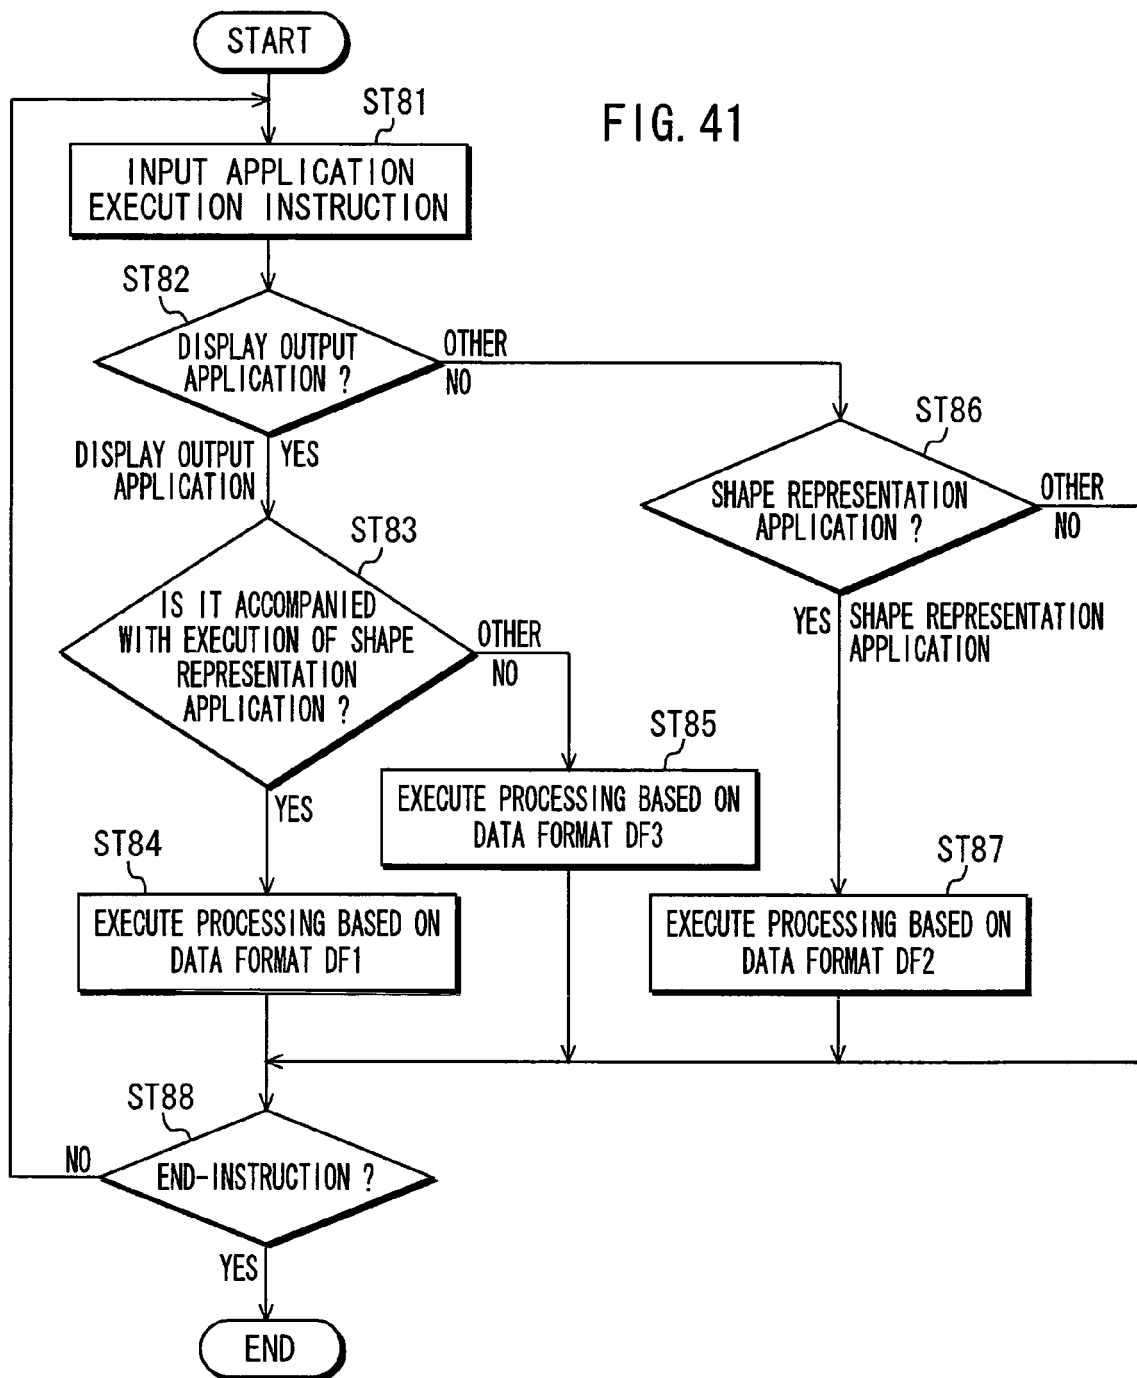 START
FIG. 41
ST81
INPUT APPLICATION
EXECUTION INSTRUCTION
ST82
DISPLAY OUTPUT
APPLICATION ?
OTHER
NO
DISPLAY OUTPUT
APPLICATION
YES
ST86
SHAPE REPRESENTATION
APPLICATION ?
OTHER
NO
YES
SHAPE REPRESENTATION
APPLICATION
ST83
IS IT ACCOMPANIED
WITH EXECUTION OF SHAPE
REPRESENTATION
APPLICATION ?
OTHER
NO
YES
ST85
EXECUTE PROCESSING BASED ON
DATA FORMAT DF3
ST84
EXECUTE PROCESSING BASED ON
DATA FORMAT DF1
ST87
EXECUTE PROCESSING BASED ON
DATA FORMAT DF2
ST88
END-INSTRUCTION ?
NO
YES
END